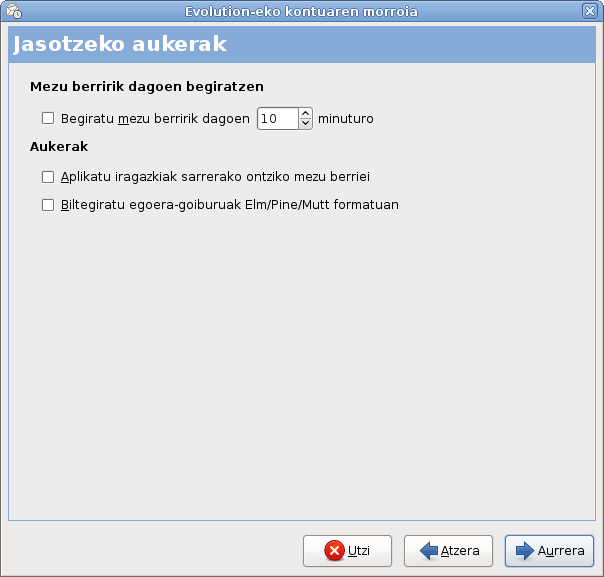 Evolution-eko kontuaren morroia
Jasotzeko aukerak
Mezu berririk dagoen begiratzen
Begiratu mezu berririk dagoen 10 minuturo
Aukerak
Aplikatu iragazkiak sarrerako ontziko mezu berriei
Biltegiratu egoera-goiburuak Elm/Pine/Mutt formatuan
Utzi Atzera Aurrera